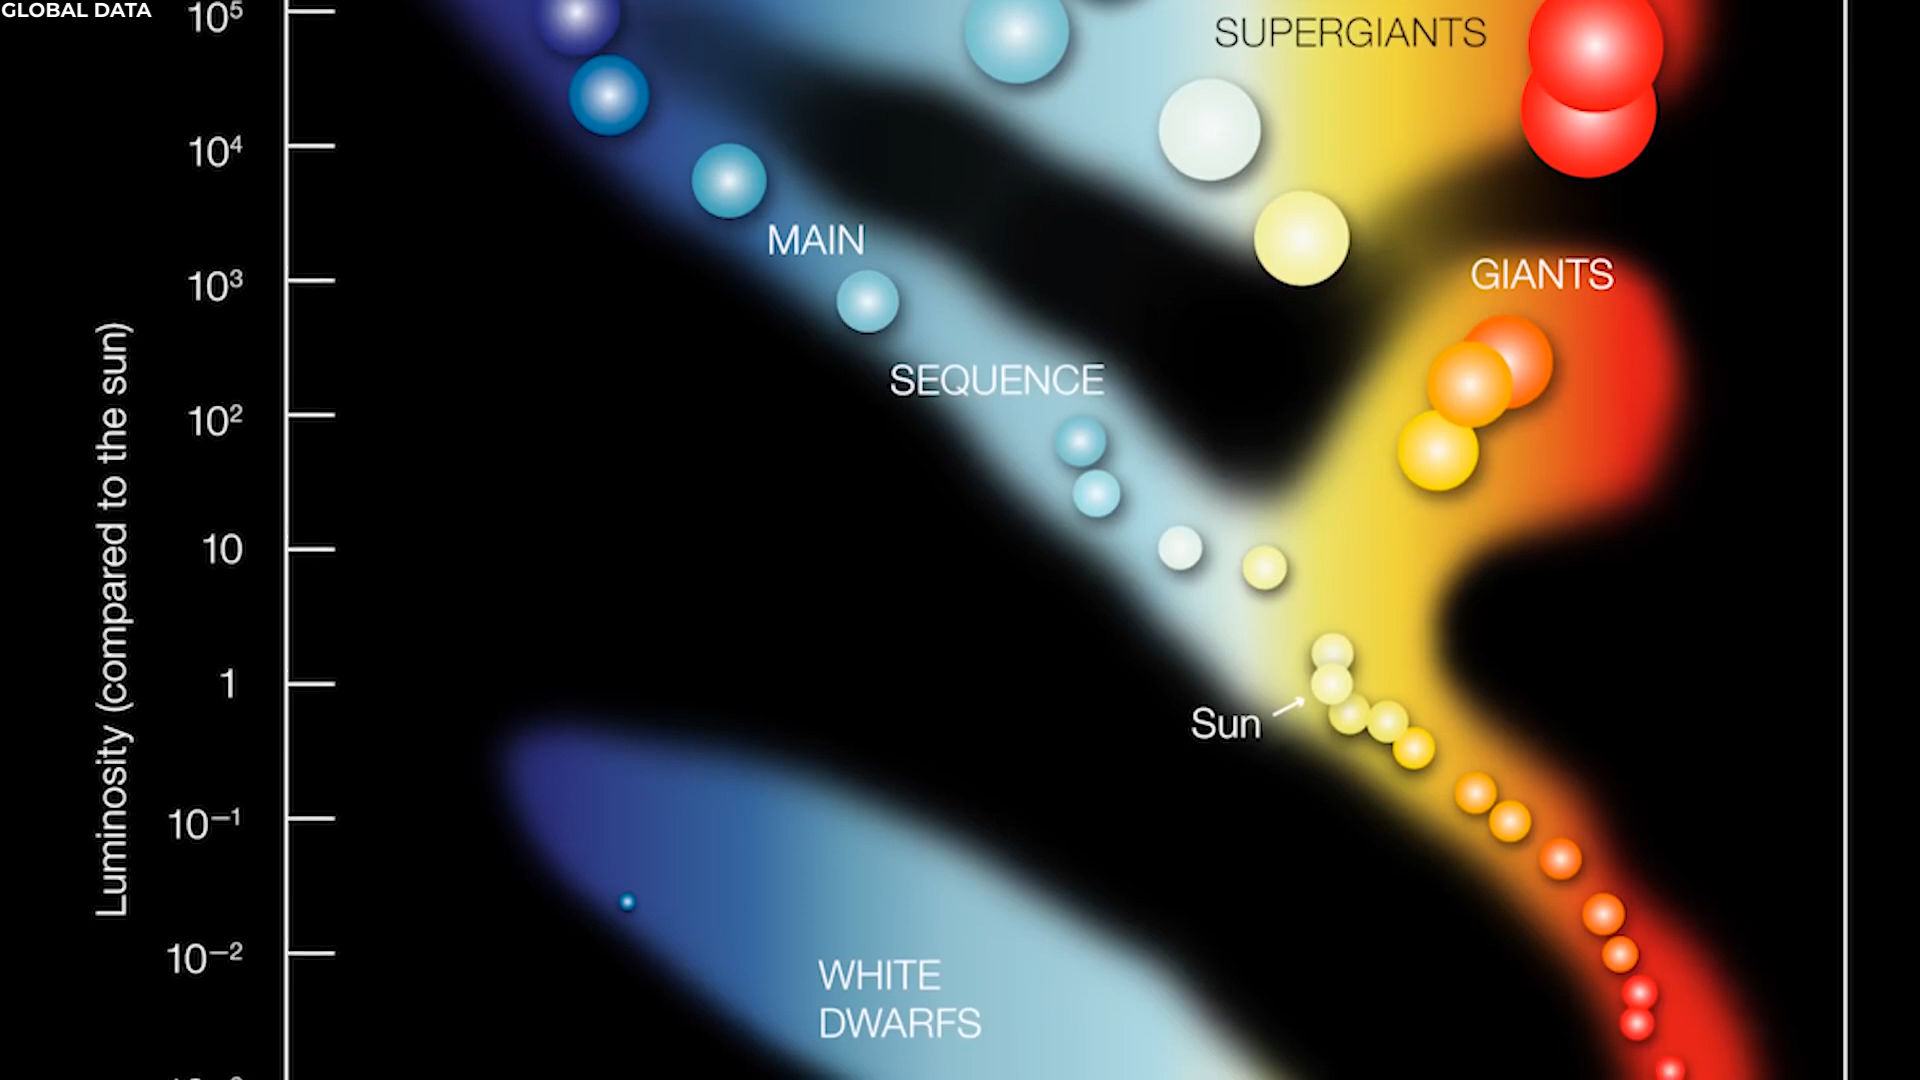 GLOBAL DATA
10⁵
SUPERGIANTS
10⁴
MAIN
10³
GIANTS
SEQUENCE
10²
10
1
Sun
10⁻¹
10⁻²
WHITE
DWARFS
Luminosity (compared to the sun)